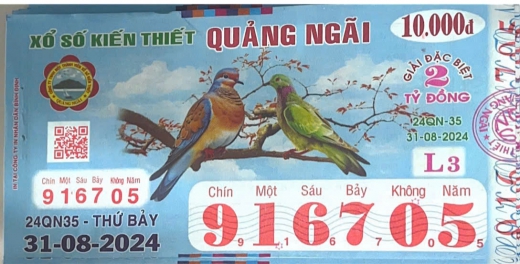 XỔ SỐ KIẾN THIẾT QUẢNG NGÃI
10.000đ
GIẢI ĐẶC BIỆT
2
TỶ ĐỒNG
24QN-35
31-08-2024
L3
Chín Một Sáu Bảy Không Năm
916705
24QN35 - THỨ BẢY
31-08-2024
Chín Một Sáu Bảy Không Năm
916705
916705